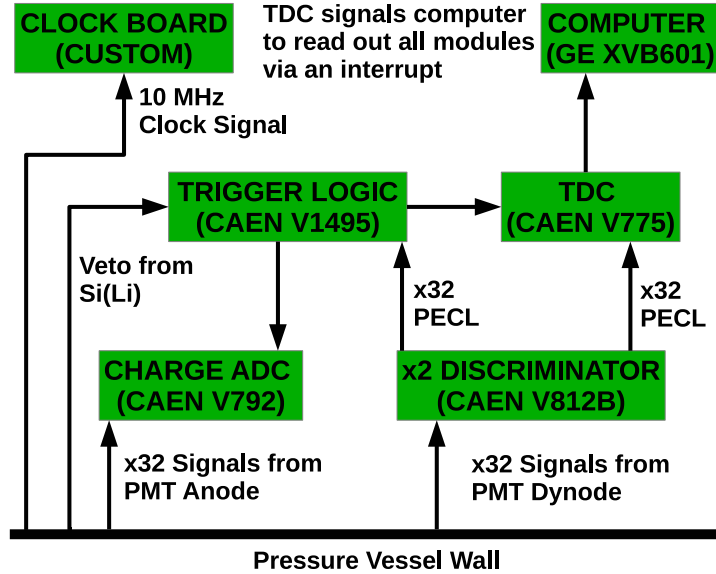 CLOCK BOARD
(CUSTOM)
TDC signals computer
to read out all modules
via an interrupt
COMPUTER
(GE XVB601)
10 MHz
Clock Signal
TRIGGER LOGIC
(CAEN V1495)
TDC
(CAEN V775)
Veto from
Si(Li)
x32
PECL
x32
PECL
CHARGE ADC
(CAEN V792)
x2 DISCRIMINATOR
(CAEN V812B)
x32 Signals from
PMT Anode
x32 Signals from
PMT Dynode
Pressure Vessel Wall